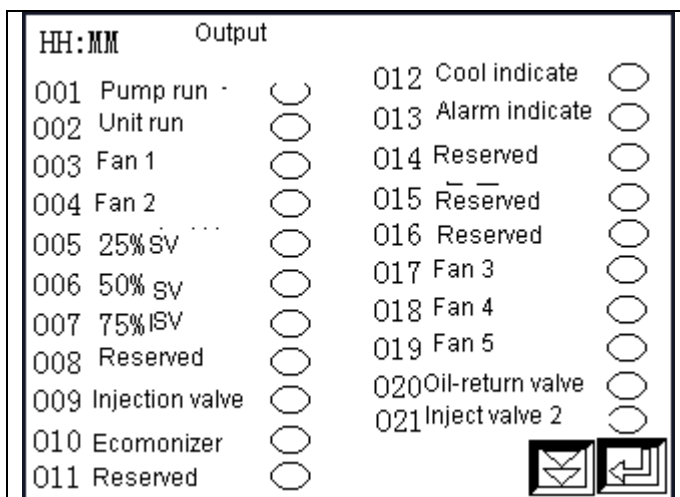 HH:MM Output
001 Pump run
002 Unit run
003 Fan 1
004 Fan 2
005 25% SV
006 50% SV
007 75% SV
008 Reserved
009 Injection valve
010 Ecomonizer
011 Reserved
012 Cool indicate
013 Alarm indicate
014 Reserved
015 Reserved
016 Reserved
017 Fan 3
018 Fan 4
019 Fan 5
020 Oil-return valve
021 Inject valve 2